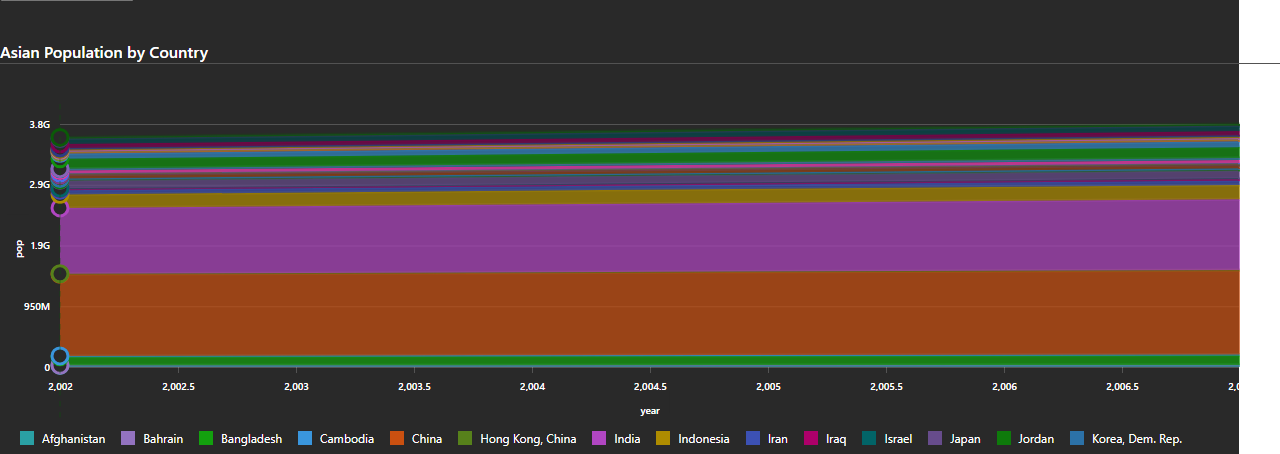 Asian Population by Country
3.8G
2.9G
pop
1.9G
950M
0
2,002 2,002.5 2,003 2,003.5 2,004 2,004.5 2,005 2,005.5 2,006 2,006.5
year
Afghanistan Bahrain Bangladesh Cambodia China Hong Kong, China India Indonesia Iran Iraq Israel Japan Jordan Korea, Dem. Rep.